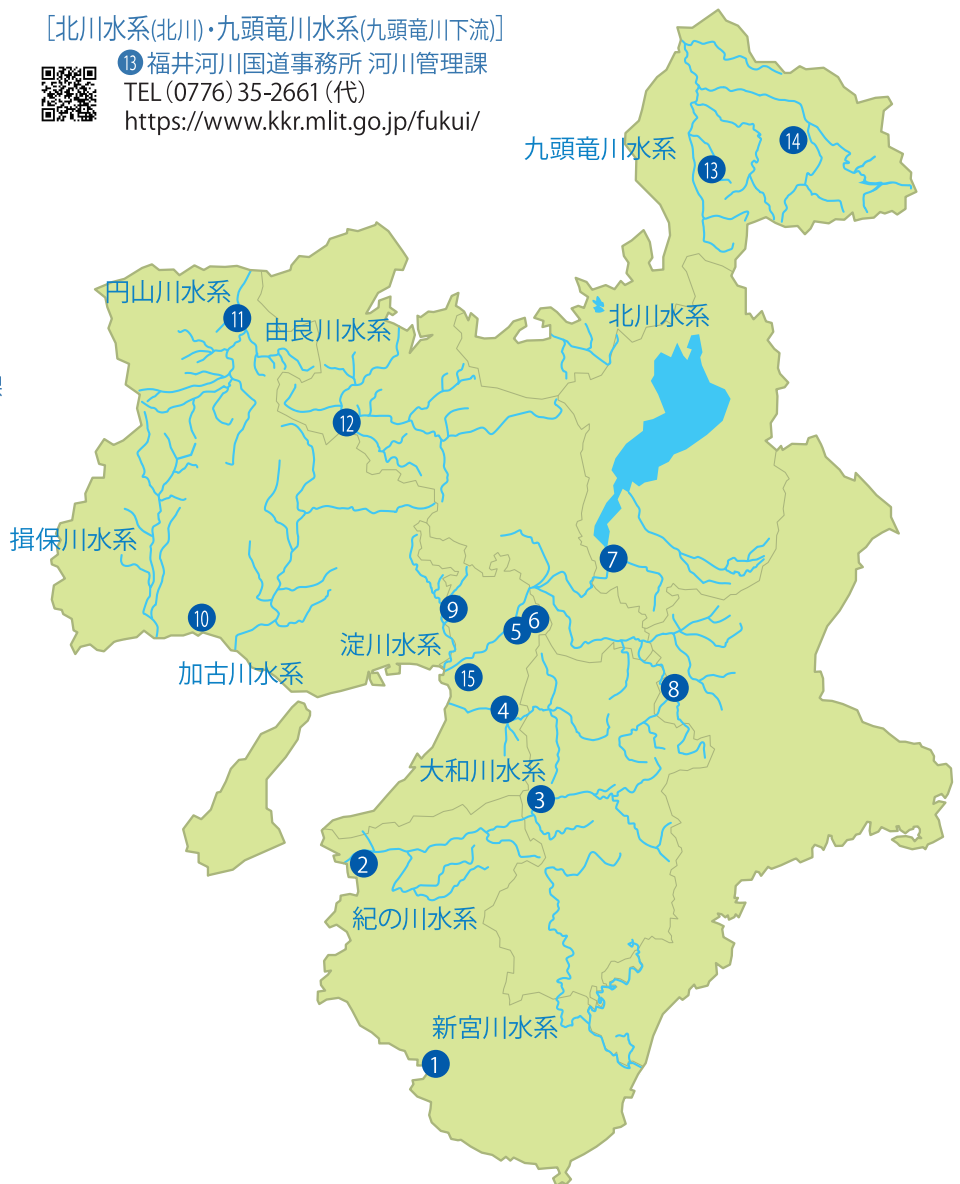 [北川水系(北川)・九頭竜川水系(九頭竜川下流)]
13 福井河川国道事務所 河川管理課
TEL(0776)35-2661(代)
https://www.kkr.mlit.go.jp/fukui/
九頭竜川水系
14
13
円山川水系
11
由良川水系
北川水系
12
揖保川水系
7
10
9
6
5
淀川水系
加古川水系
15
8
4
大和川水系
3
2
紀の川水系
新宮川水系
1